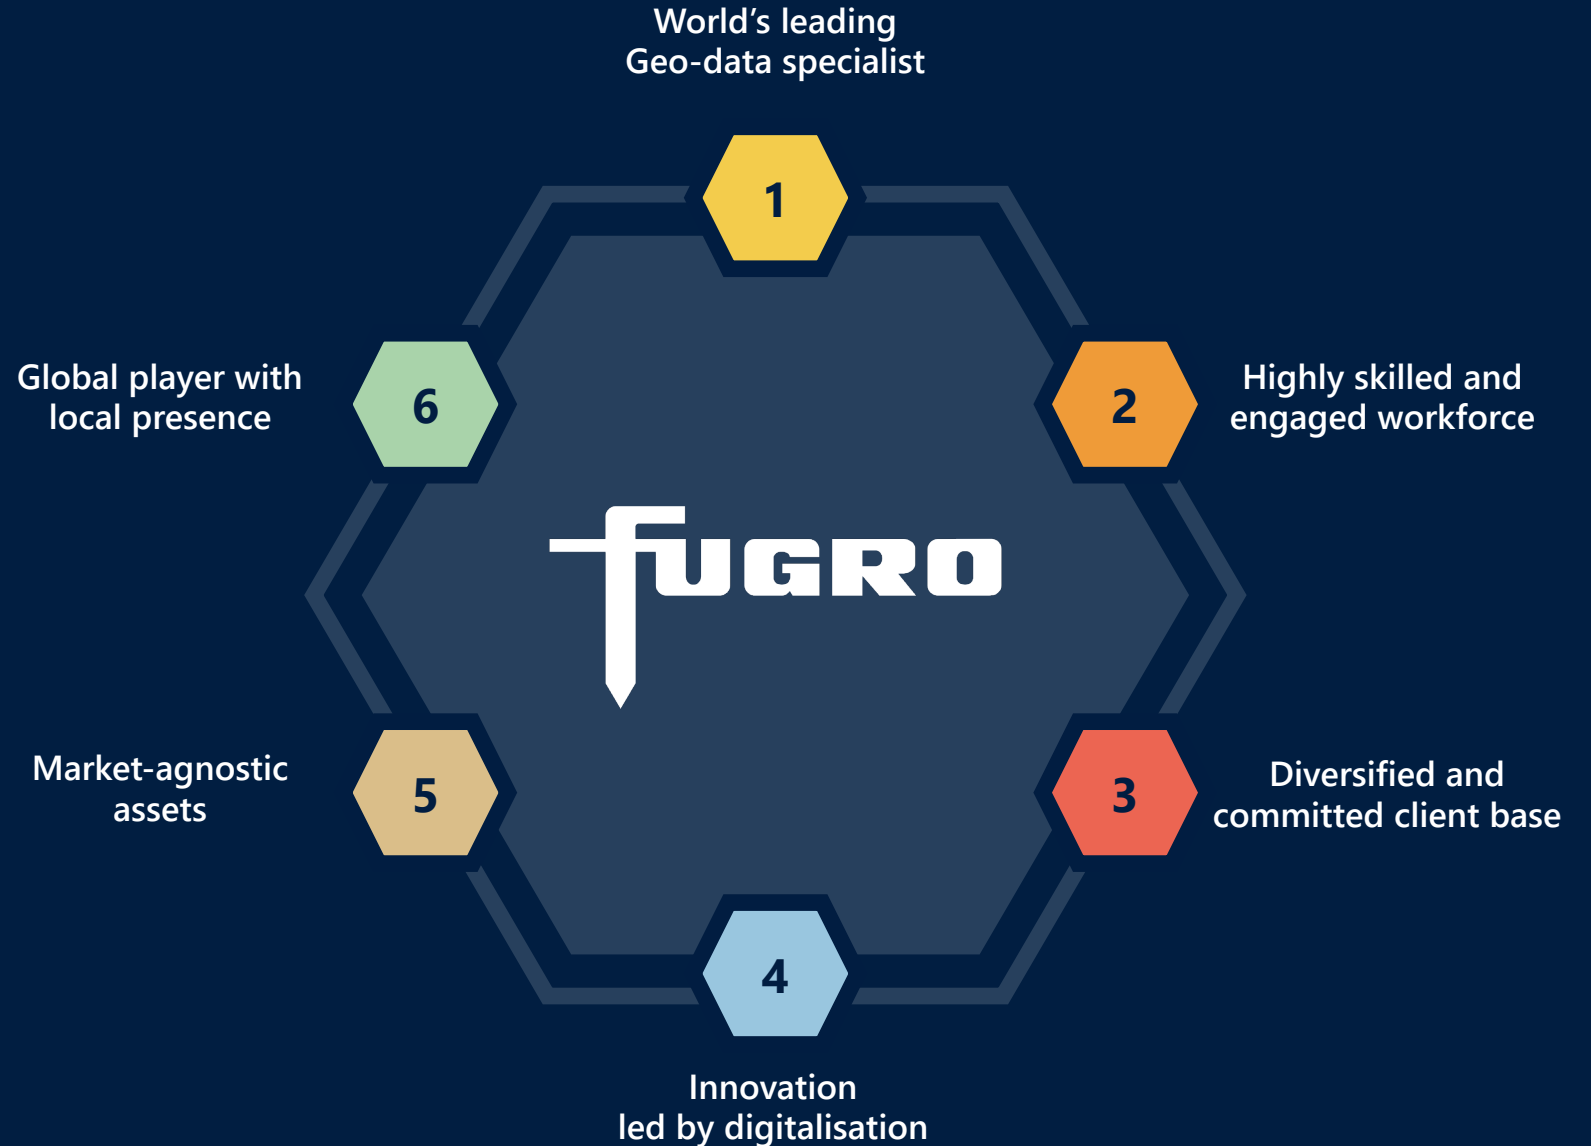 World's leading
Geo-data specialist
1
2
Highly skilled and
engaged workforce
3
Diversified and
committed client base
4
Innovation
led by digitalisation
5
Market-agnostic
assets
6
Global player with
local presence
FUGRO